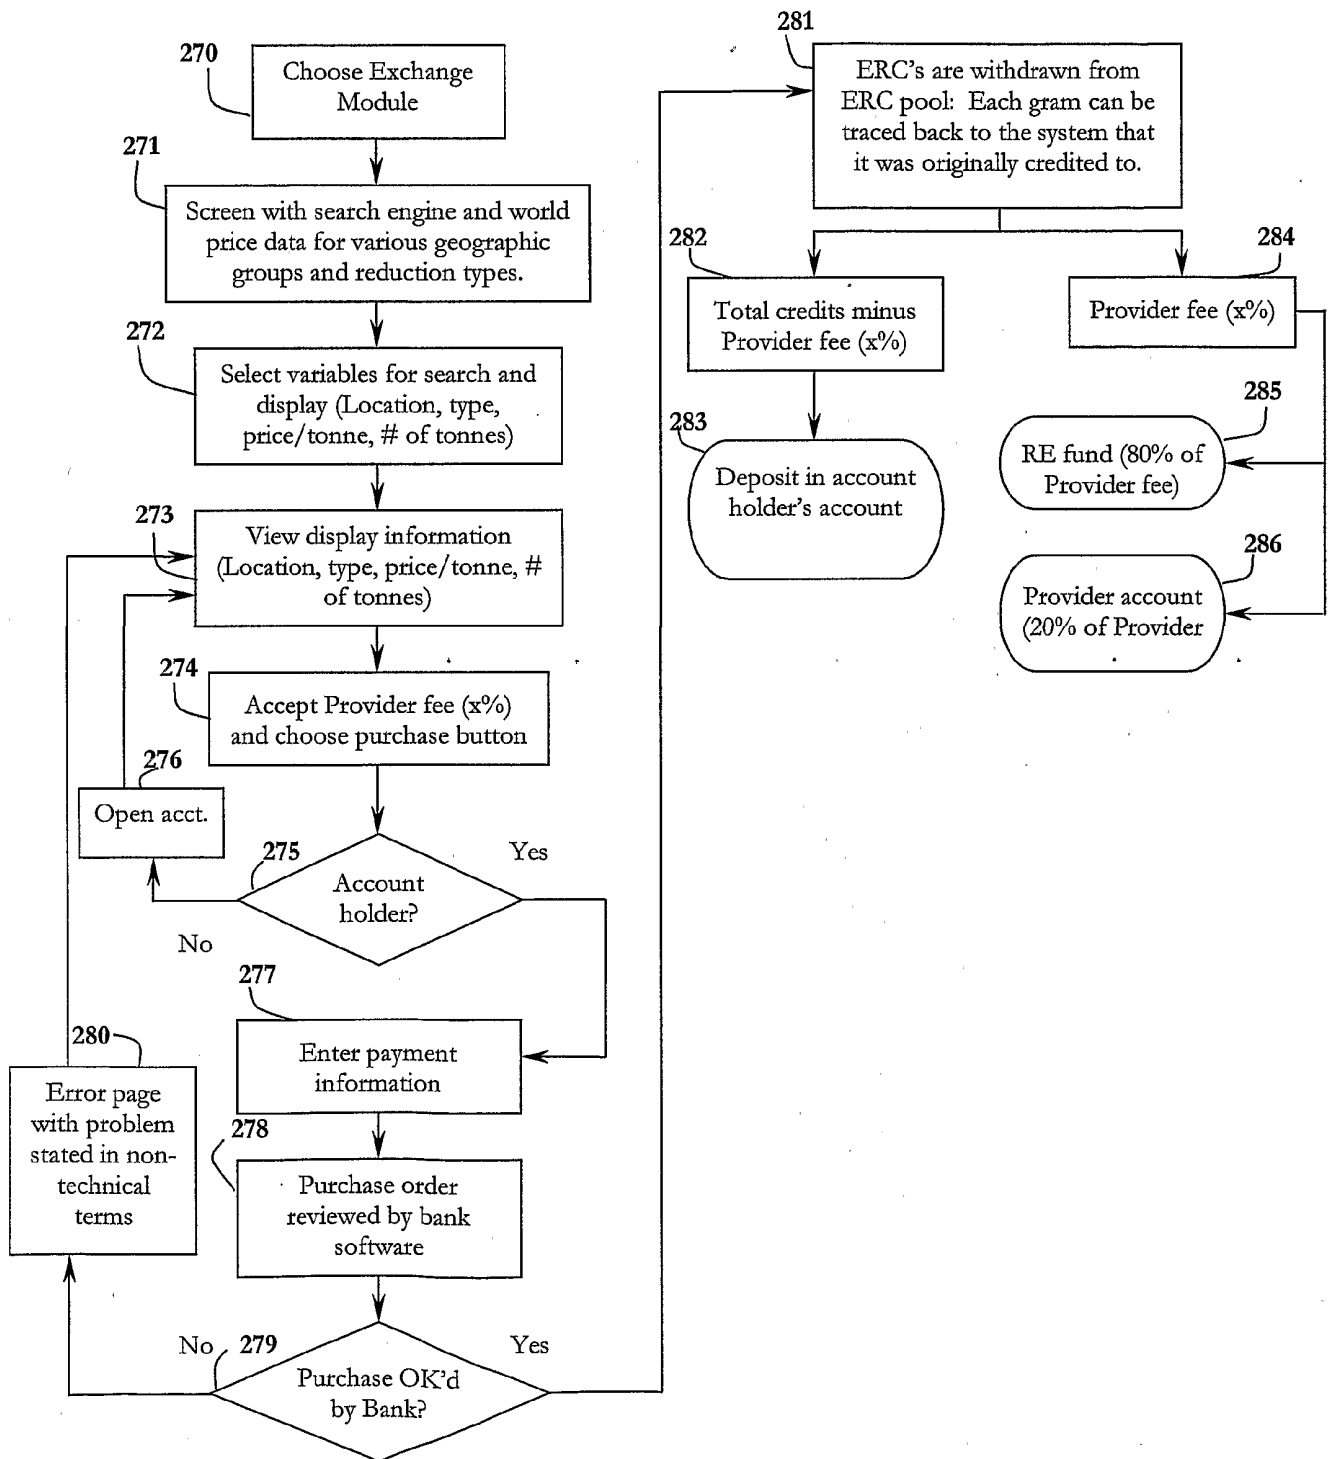 270
Choose Exchange
Module
271
Screen with search engine and world
price data for various geographic
groups and reduction types.
272
Select variables for search and
display (Location, type,
price/tonne, # of tonnes)
273
View display information
(Location, type, price/tonne, #
of tonnes)
274
Accept Provider fee (x%)
and choose purchase button
276
Open acct.
275
Yes
Account
holder?
No
277
Enter payment
information
280
Error page
with problem
stated in non-
technical
terms
278
Purchase order
reviewed by bank
software
No
279
Yes
Purchase OK'd
by Bank?
281
ERC's are withdrawn from
ERC pool: Each gram can be
traced back to the system that
it was originally credited to.
282
Total credits minus
Provider fee (x%)
283
Deposit in account
holder's account
284
Provider fee (x%)
285
RE fund (80% of
Provider fee)
286
Provider account
(20% of Provider